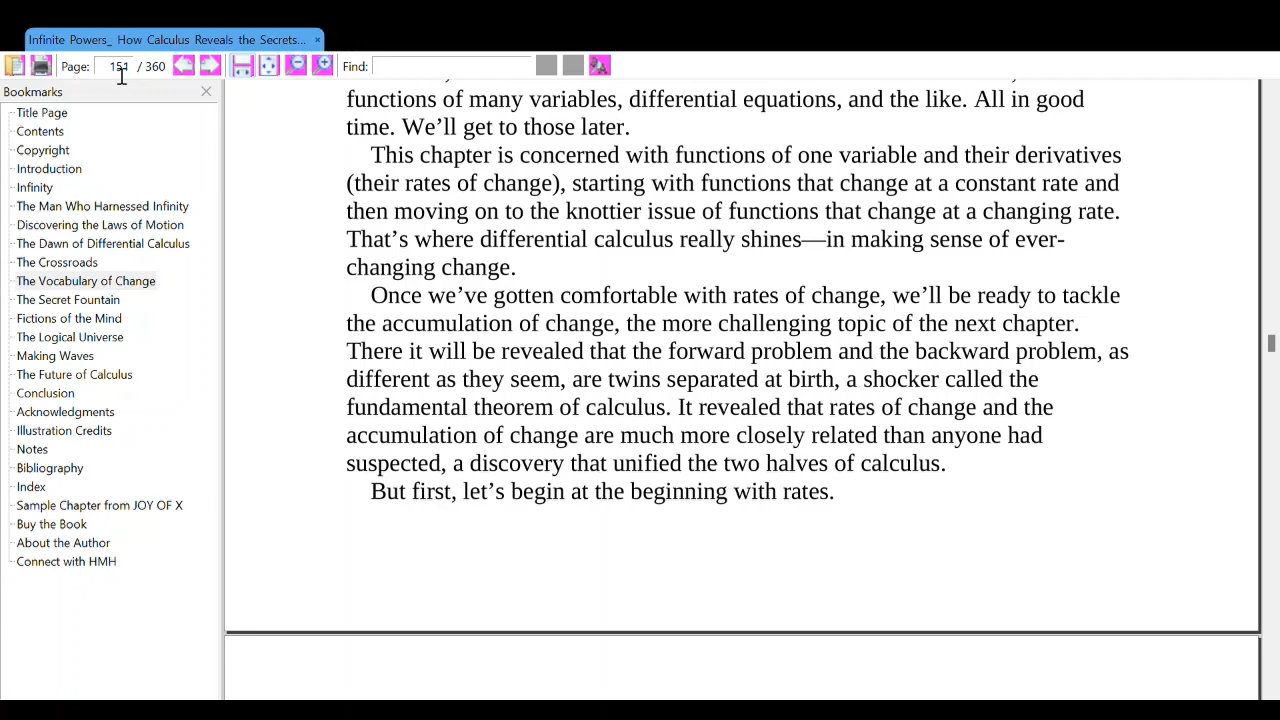 Infinite Powers_ How Calculus Reveals the Secrets... ×
Page: 151 / 360 Find:
Bookmarks
Title Page
Contents
Copyright
Introduction
Infinity
The Man Who Harnessed Infinity
Discovering the Laws of Motion
The Dawn of Differential Calculus
The Crossroads
The Vocabulary of Change
The Secret Fountain
Fictions of the Mind
The Logical Universe
Making Waves
The Future of Calculus
Conclusion
Acknowledgments
Illustration Credits
Notes
Bibliography
Index
Sample Chapter from JOY OF X
Buy the Book
About the Author
Connect with HMH
functions of many variables, differential equations, and the like. All in good
time. We’ll get to those later.
This chapter is concerned with functions of one variable and their derivatives
(their rates of change), starting with functions that change at a constant rate and
then moving on to the knottier issue of functions that change at a changing rate.
That’s where differential calculus really shines—in making sense of ever-
changing change.
Once we’ve gotten comfortable with rates of change, we’ll be ready to tackle
the accumulation of change, the more challenging topic of the next chapter.
There it will be revealed that the forward problem and the backward problem, as
different as they seem, are twins separated at birth, a shocker called the
fundamental theorem of calculus. It revealed that rates of change and the
accumulation of change are much more closely related than anyone had
suspected, a discovery that unified the two halves of calculus.
But first, let’s begin at the beginning with rates.